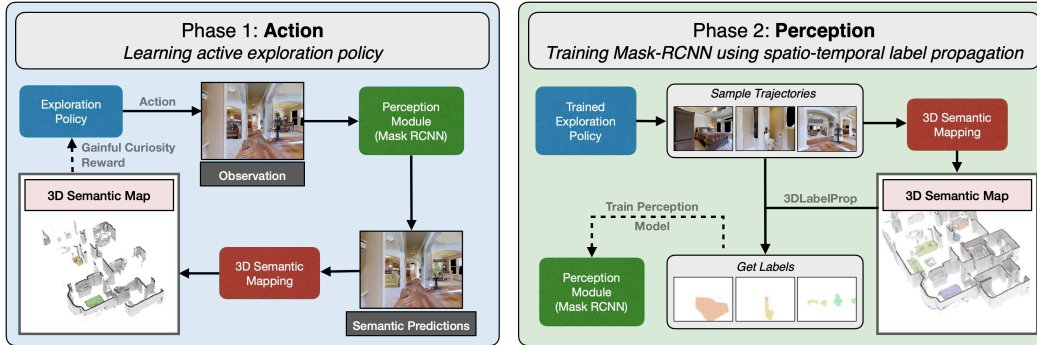 Phase 1: Action
Learning active exploration policy
Exploration
Policy
Action
Perception
Module
(Mask RCNN)
Gainful Curiosity
Reward
Observation
3D Semantic Map
3D Semantic
Mapping
Semantic Predictions
Phase 2: Perception
Training Mask-RCNN using spatio-temporal label propagation
Trained
Exploration
Policy
Sample Trajectories
3D Semantic
Mapping
3D Semantic Map
3DLabelProp
Train Perception
Model
Get Labels
Perception
Module
(Mask RCNN)